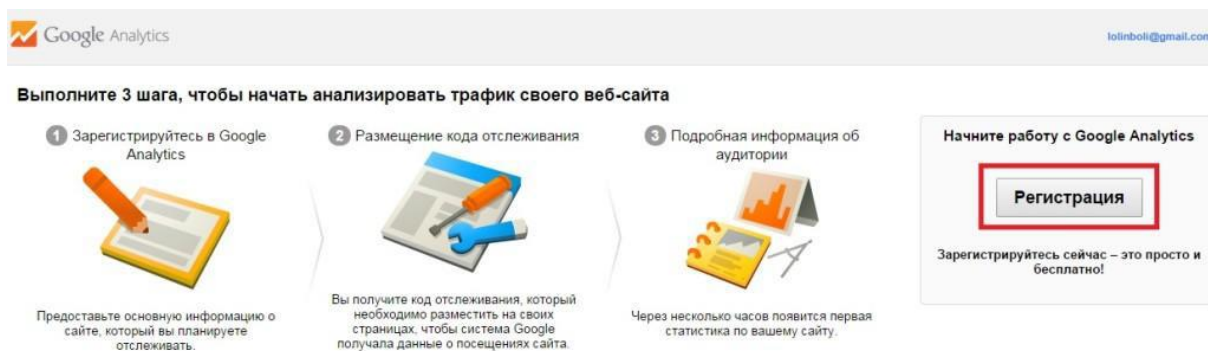 Google Analytics
lolinboli@gmail.com
Выполните 3 шага, чтобы начать анализировать трафик своего веб-сайта
1 Зарегистрируйтесь в Google
Analytics
Предоставьте основную информацию о
сайте, который вы планируете
отслеживать.
2 Размещение кода отслеживания
Вы получите код отслеживания, который
необходимо разместить на своих
страницах, чтобы система Google
получала данные о посещениях сайта.
3 Подробная информация об
аудитории
Через несколько часов появится первая
статистика по вашему сайту.
Начните работу с Google Analytics
Регистрация
Зарегистрируйтесь сейчас – это просто и
бесплатно!